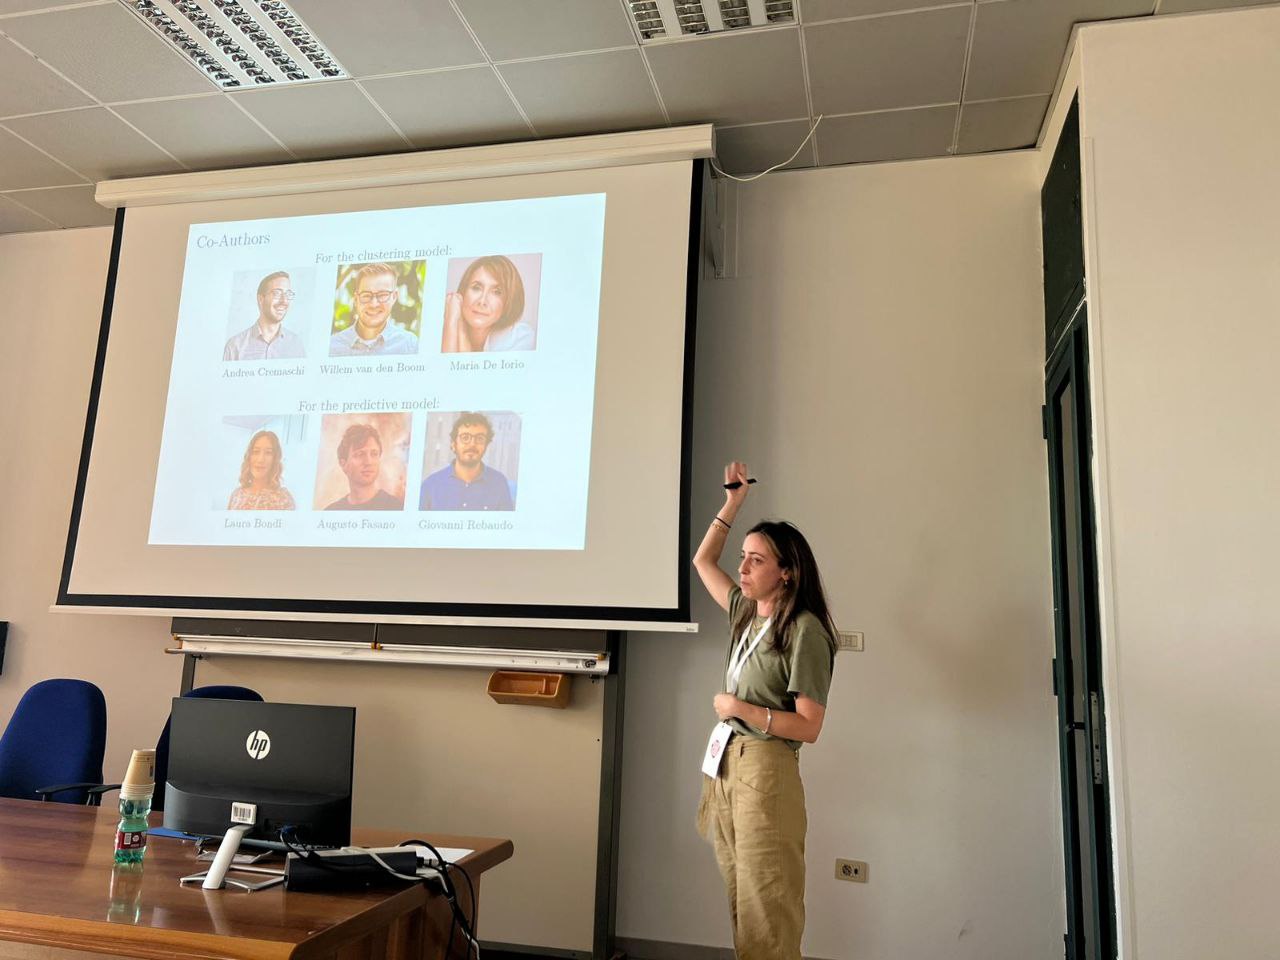 Co-Authors
For the clustering model:
Andrea Cremaschi
Willem van den Boom
Maria De Iorio
For the predictive model:
Laura Bondi
Augusto Fasano
Giovanni Rebaudo
hp